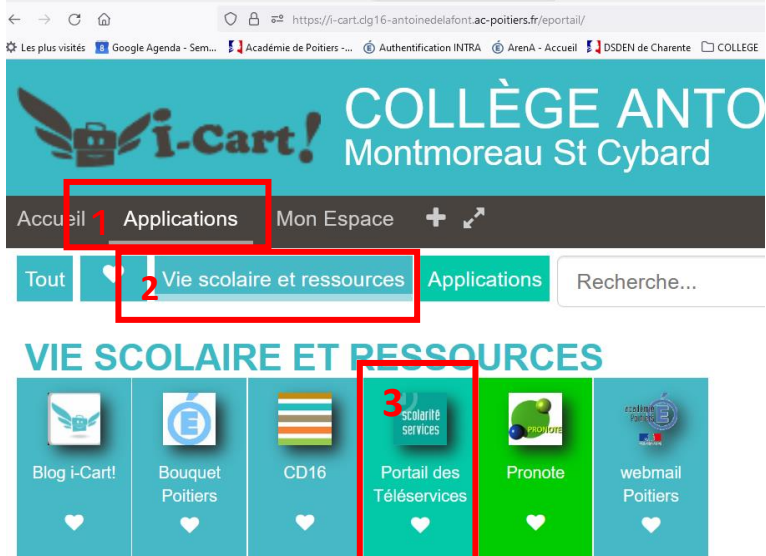 https://i-cart.clg16-antoinedelafont.ac-poitiers.fr/eportail/
Les plus visités 8 Google Agenda - Sem... Académie de Poitiers -... Authentification INTRA ArenA - Accueil DSDEN de Charente COLLEGE
i-Cart!
COLLÈGE ANTO
Montmoreau St Cybard
Accueil 1 Applications Mon Espace
Tout 2 Vie scolaire et ressources Applications Recherche...
VIE SCOLAIRE ET RESSOURCES
3
scolarité
services
PRONOTE
Blog i-Cart! Bouquet CD16 Portail des Pronote webmail
Poitiers Téléservices Poitiers